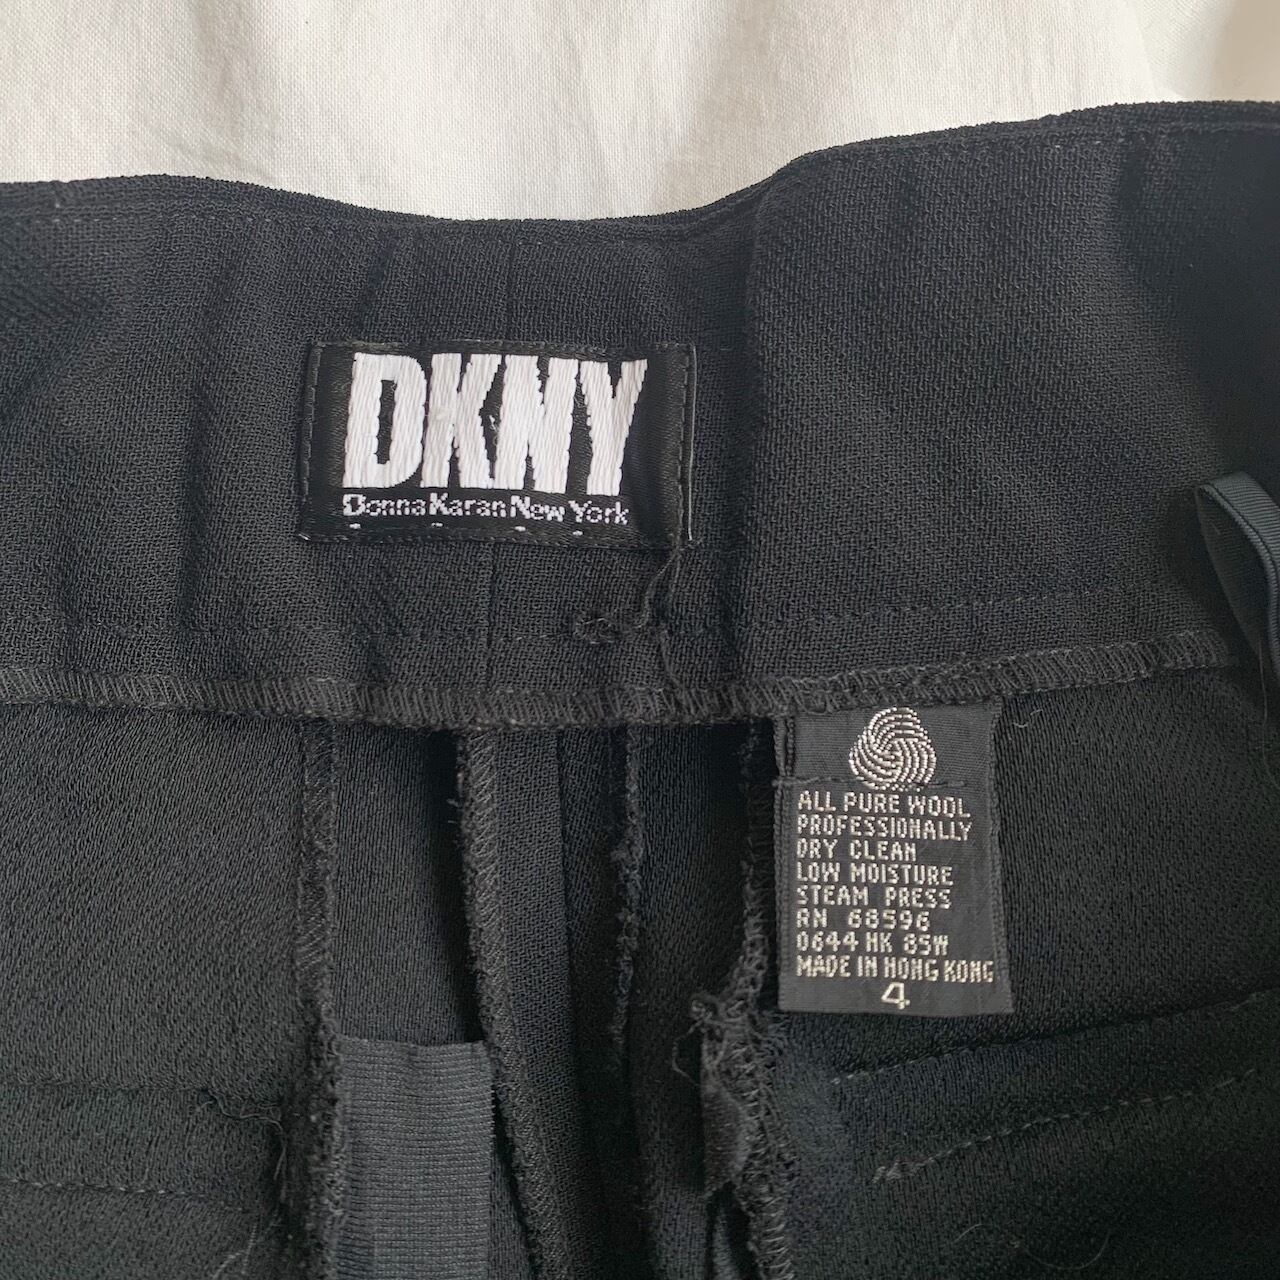 DKNY
Donna Karan New York
ALL PURE WOOL
PROFESSIONALLY
DRY CLEAN
LOW MOISTURE
STEAM PRESS
RN 68596
0644 HK 85W
MADE IN HONG KONG
4